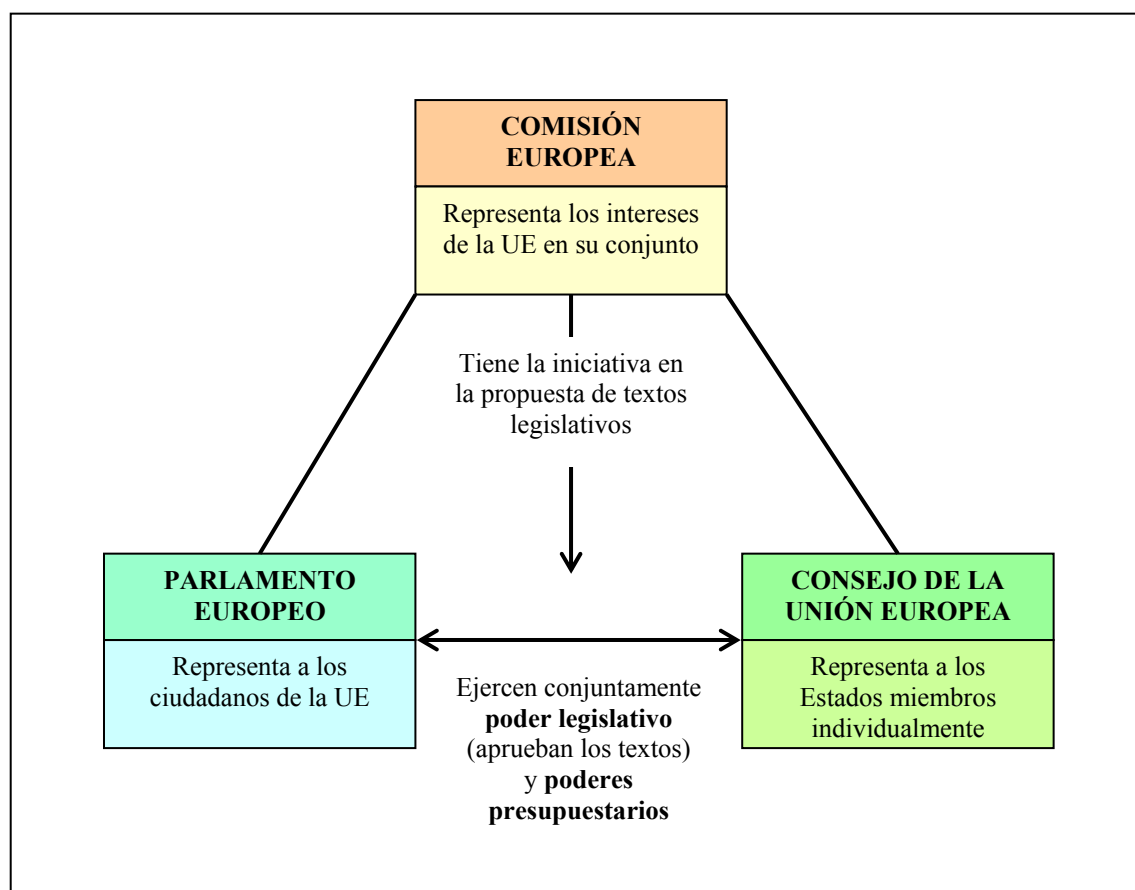 COMISIÓN
EUROPEA
Representa los intereses
de la UE en su conjunto
Tiene la iniciativa en
la propuesta de textos
legislativos
PARLAMENTO
EUROPEO
Representa a los
ciudadanos de la UE
CONSEJO DE LA
UNIÓN EUROPEA
Representa a los
Estados miembros
individualmente
Ejercen conjuntamente
poder legislativo
(aprueban los textos)
y poderes
presupuestarios